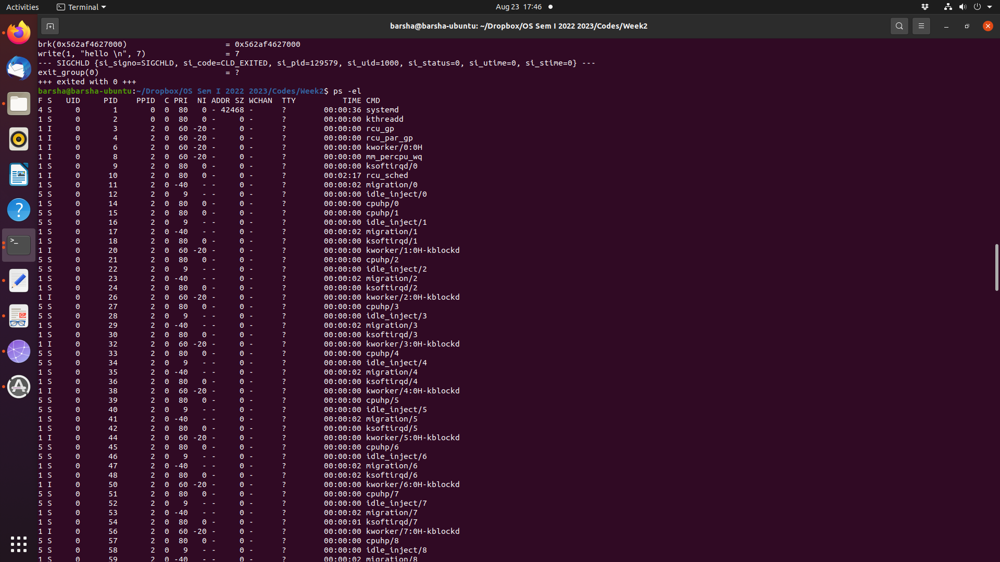 Activities
Terminal
Aug 23 17:46
barsha@barsha-ubuntu: ~/Dropbox/OS Sem I 2022 2023/Codes/Week2
brk(0x562af4627000)                     = 0x562af4627000
write(1, "hello \n", 7)                 = 7
--- SIGCHLD {si_signo=SIGCHLD, si_code=CLD_EXITED, si_pid=129579, si_uid=1000, si_status=0, si_utime=0, si_stime=0} ---
exit_group(0)                           = ?
+++ exited with 0 +++
barsha@barsha-ubuntu:~/Dropbox/OS Sem I 2022 2023/Codes/Week2$ ps -el
F S   UID     PID    PPID  C PRI  NI ADDR SZ WCHAN  TTY          TIME CMD
4 S     0       1       0  0  80   0 - 42468 -      ?        00:00:36 systemd
1 S     0       2       0  0  80   0 -     0 -      ?        00:00:00 kthreadd
1 I     0       3       2  0  60 -20 -     0 -      ?        00:00:00 rcu_gp
1 I     0       4       2  0  60 -20 -     0 -      ?        00:00:00 rcu_par_gp
1 I     0       6       2  0  60 -20 -     0 -      ?        00:00:00 kworker/0:0H
1 I     0       8       2  0  60 -20 -     0 -      ?        00:00:00 mm_percpu_wq
1 S     0       9       2  0  80   0 -     0 -      ?        00:00:00 ksoftirqd/0
1 I     0      10       2  0  80   0 -     0 -      ?        00:02:17 rcu_sched
1 S     0      11       2  0 -40   - -     0 -      ?        00:00:02 migration/0
5 S     0      12       2  0   9   - -     0 -      ?        00:00:00 idle_inject/0
1 S     0      14       2  0  80   0 -     0 -      ?        00:00:00 cpuhp/0
5 S     0      15       2  0  80   0 -     0 -      ?        00:00:00 cpuhp/1
5 S     0      16       2  0   9   - -     0 -      ?        00:00:00 idle_inject/1
1 S     0      17       2  0 -40   - -     0 -      ?        00:00:02 migration/1
1 S     0      18       2  0  80   0 -     0 -      ?        00:00:00 ksoftirqd/1
1 I     0      20       2  0  60 -20 -     0 -      ?        00:00:00 kworker/1:0H-kblockd
5 S     0      21       2  0  80   0 -     0 -      ?        00:00:00 cpuhp/2
5 S     0      22       2  0   9   - -     0 -      ?        00:00:00 idle_inject/2
1 S     0      23       2  0 -40   - -     0 -      ?        00:00:02 migration/2
1 S     0      24       2  0  80   0 -     0 -      ?        00:00:00 ksoftirqd/2
1 I     0      26       2  0  60 -20 -     0 -      ?        00:00:00 kworker/2:0H-kblockd
5 S     0      27       2  0  80   0 -     0 -      ?        00:00:00 cpuhp/3
5 S     0      28       2  0   9   - -     0 -      ?        00:00:00 idle_inject/3
1 S     0      29       2  0 -40   - -     0 -      ?        00:00:02 migration/3
1 S     0      30       2  0  80   0 -     0 -      ?        00:00:00 ksoftirqd/3
1 I     0      32       2  0  60 -20 -     0 -      ?        00:00:00 kworker/3:0H-kblockd
5 S     0      33       2  0  80   0 -     0 -      ?        00:00:00 cpuhp/4
5 S     0      34       2  0   9   - -     0 -      ?        00:00:00 idle_inject/4
1 S     0      35       2  0 -40   - -     0 -      ?        00:00:02 migration/4
1 S     0      36       2  0  80   0 -     0 -      ?        00:00:00 ksoftirqd/4
1 I     0      38       2  0  60 -20 -     0 -      ?        00:00:00 kworker/4:0H-kblockd
5 S     0      39       2  0  80   0 -     0 -      ?        00:00:00 cpuhp/5
5 S     0      40       2  0   9   - -     0 -      ?        00:00:00 idle_inject/5
1 S     0      41       2  0 -40   - -     0 -      ?        00:00:02 migration/5
1 S     0      42       2  0  80   0 -     0 -      ?        00:00:00 ksoftirqd/5
1 I     0      44       2  0  60 -20 -     0 -      ?        00:00:00 kworker/5:0H-kblockd
5 S     0      45       2  0  80   0 -     0 -      ?        00:00:00 cpuhp/6
5 S     0      46       2  0   9   - -     0 -      ?        00:00:00 idle_inject/6
1 S     0      47       2  0 -40   - -     0 -      ?        00:00:02 migration/6
1 S     0      48       2  0  80   0 -     0 -      ?        00:00:02 ksoftirqd/6
1 I     0      50       2  0  60 -20 -     0 -      ?        00:00:00 kworker/6:0H-kblockd
5 S     0      51       2  0  80   0 -     0 -      ?        00:00:00 cpuhp/7
5 S     0      52       2  0   9   - -     0 -      ?        00:00:00 idle_inject/7
1 S     0      53       2  0 -40   - -     0 -      ?        00:00:02 migration/7
1 S     0      54       2  0  80   0 -     0 -      ?        00:00:01 ksoftirqd/7
1 I     0      56       2  0  60 -20 -     0 -      ?        00:00:00 kworker/7:0H-kblockd
5 S     0      57       2  0  80   0 -     0 -      ?        00:00:00 cpuhp/8
5 S     0      58       2  0   9   - -     0 -      ?        00:00:00 idle_inject/8
1 S     0      59       2  0 -40   - -     0 -      ?        00:00:02 migration/8